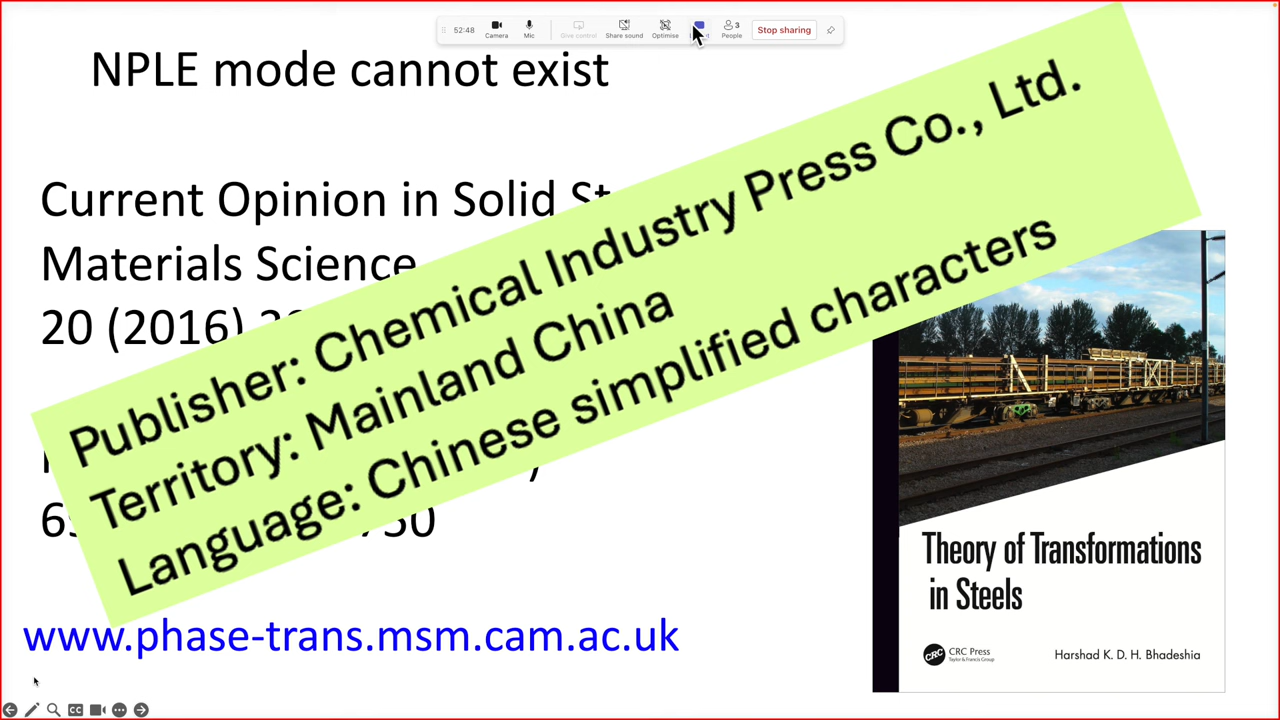 52:48
Camera
Mic
Give control
Share sound
Optimise
3
People
Stop sharing
NPLE mode cannot exist
Current Opinion in Solid
Materials Science
20 (2016)
Publisher: Chemical Industry Press Co., Ltd.
Territory: Mainland China
Language: Chinese simplified characters
www.phase-trans.msm.cam.ac.uk
Theory of Transformations
in Steels
CRC
CRC Press
Taylor & Francis Group
Harshad K. D. H. Bhadeshia
CC